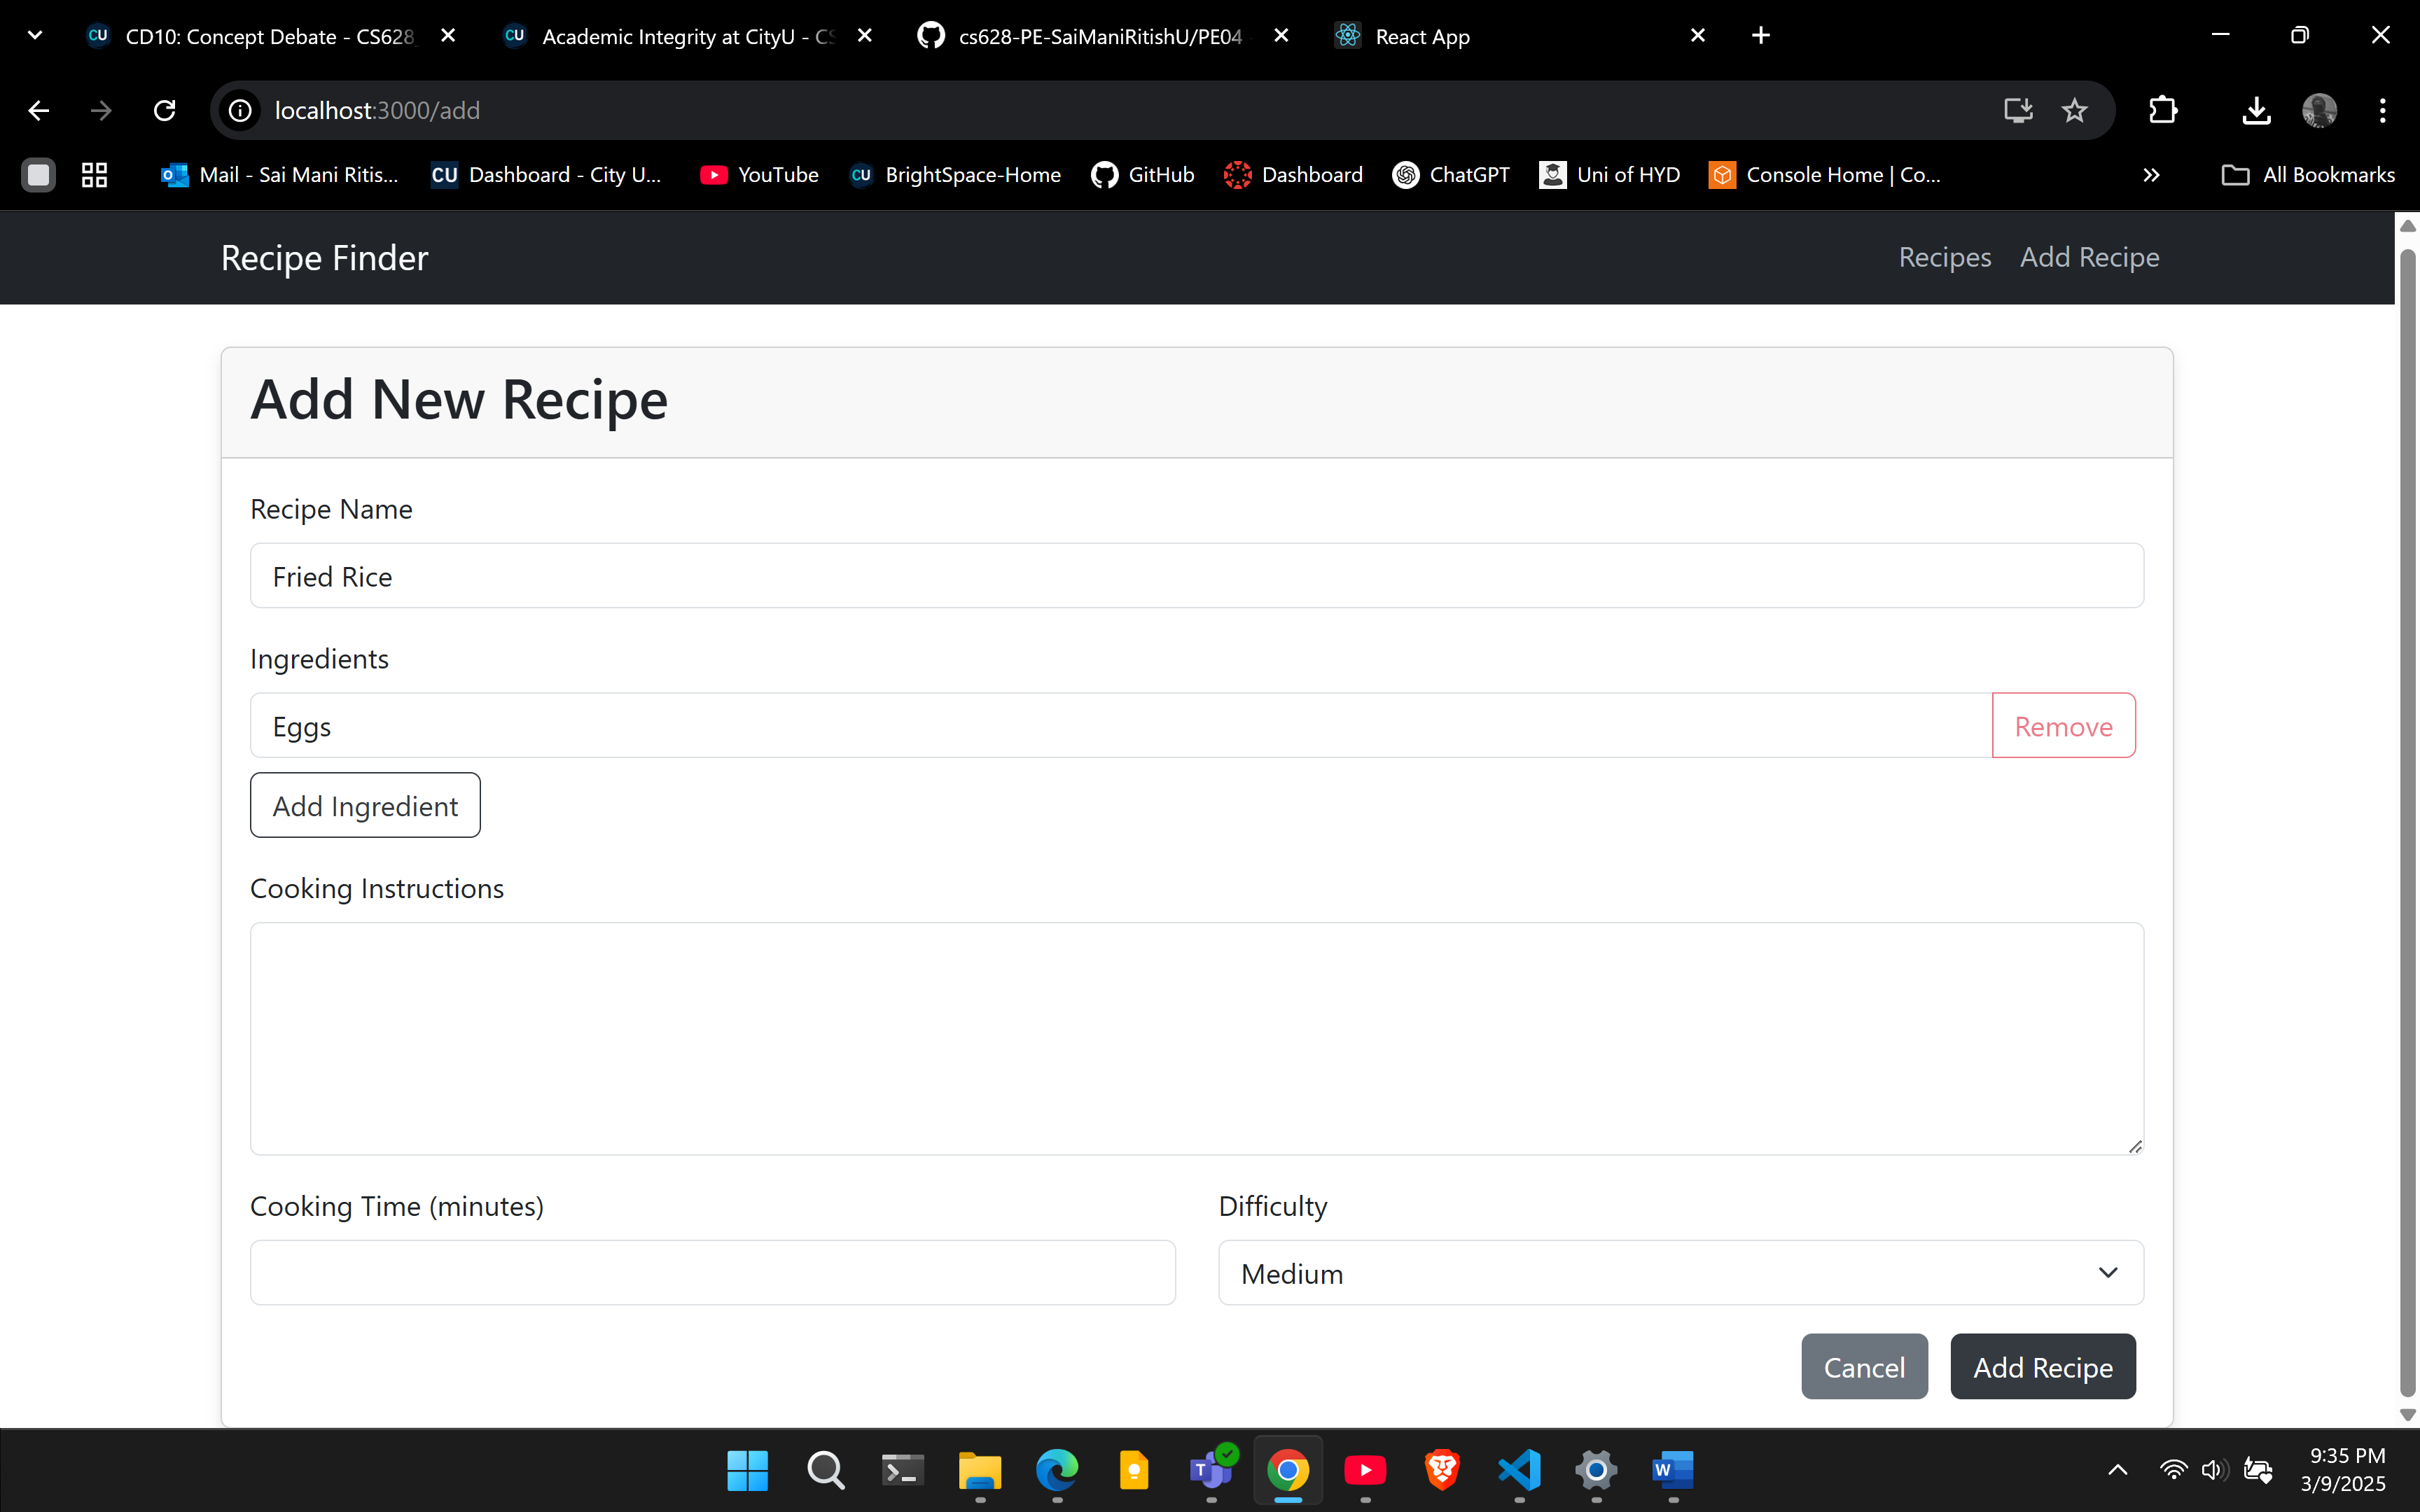 CD10: Concept Debate - CS628
Academic Integrity at CityU - CS
cs628-PE-SaiManiRitishU/PE04
React App
localhost:3000/add
Mail - Sai Mani Ritis...
CU Dashboard - City U...
YouTube
CU BrightSpace-Home
GitHub
Dashboard
ChatGPT
Uni of HYD
Console Home | Co...
All Bookmarks
Recipe Finder
Recipes
Add Recipe
Add New Recipe
Recipe Name
Fried Rice
Ingredients
Eggs
Remove
Add Ingredient
Cooking Instructions
Cooking Time (minutes)
Difficulty
Medium
Cancel
Add Recipe
9:35 PM
3/9/2025